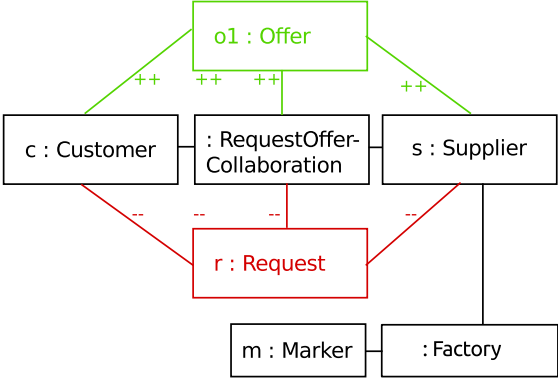 o1 : Offer
++ ++ ++ ++
c : Customer
: RequestOffer-
Collaboration
s : Supplier
-- -- -- --
r : Request
m : Marker
: Factory